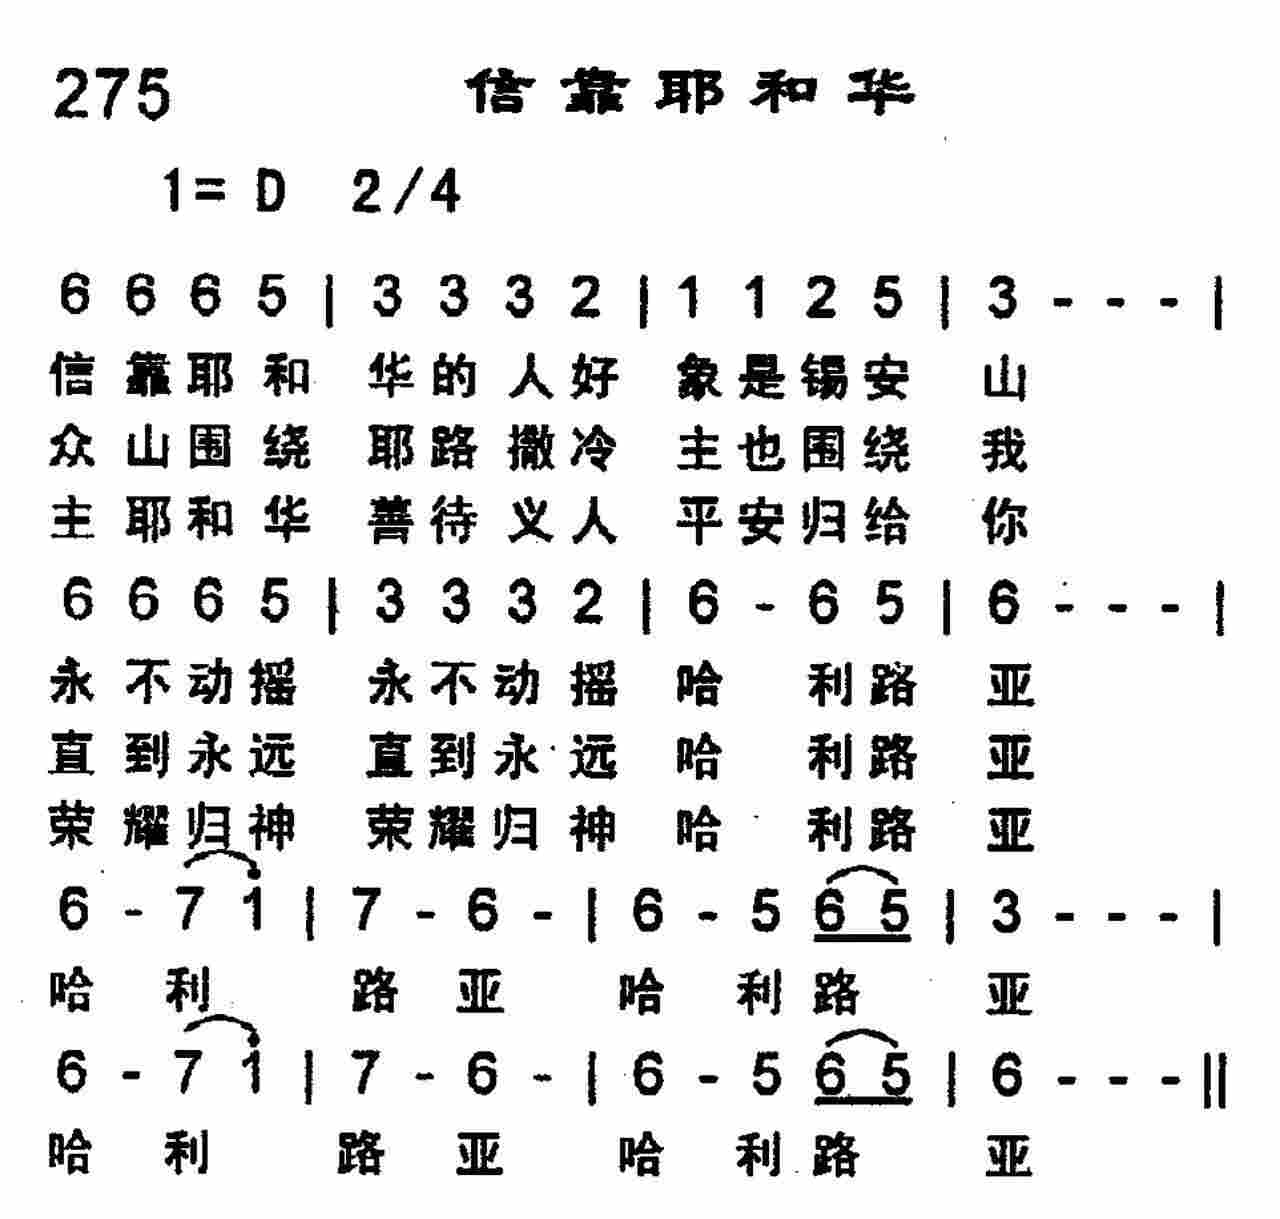 275 信靠耶和华
1= D 2/4
6 6 6 5 | 3 3 3 2 | 1 1 2 5 | 3 - - - |
信靠耶和 华的人好 象是锡安 山
众山围绕 耶路撒冷 主也围绕 我
主耶和华 善待义人 平安归给 你
6 6 6 5 | 3 3 3 2 | 6 - 6 5 | 6 - - - |
永不动摇 永不动摇 哈 利路 亚
直到永远 直到永远 哈 利路 亚
荣耀归神 荣耀归神 哈 利路 亚
6 - 7 1̇ | 7 - 6 - | 6 - 5 6 5 | 3 - - - |
哈 利 路 亚 哈 利路 亚
6 - 7 1̇ | 7 - 6 - | 6 - 5 6 5 | 6 - - - ||
哈 利 路 亚 哈 利路 亚